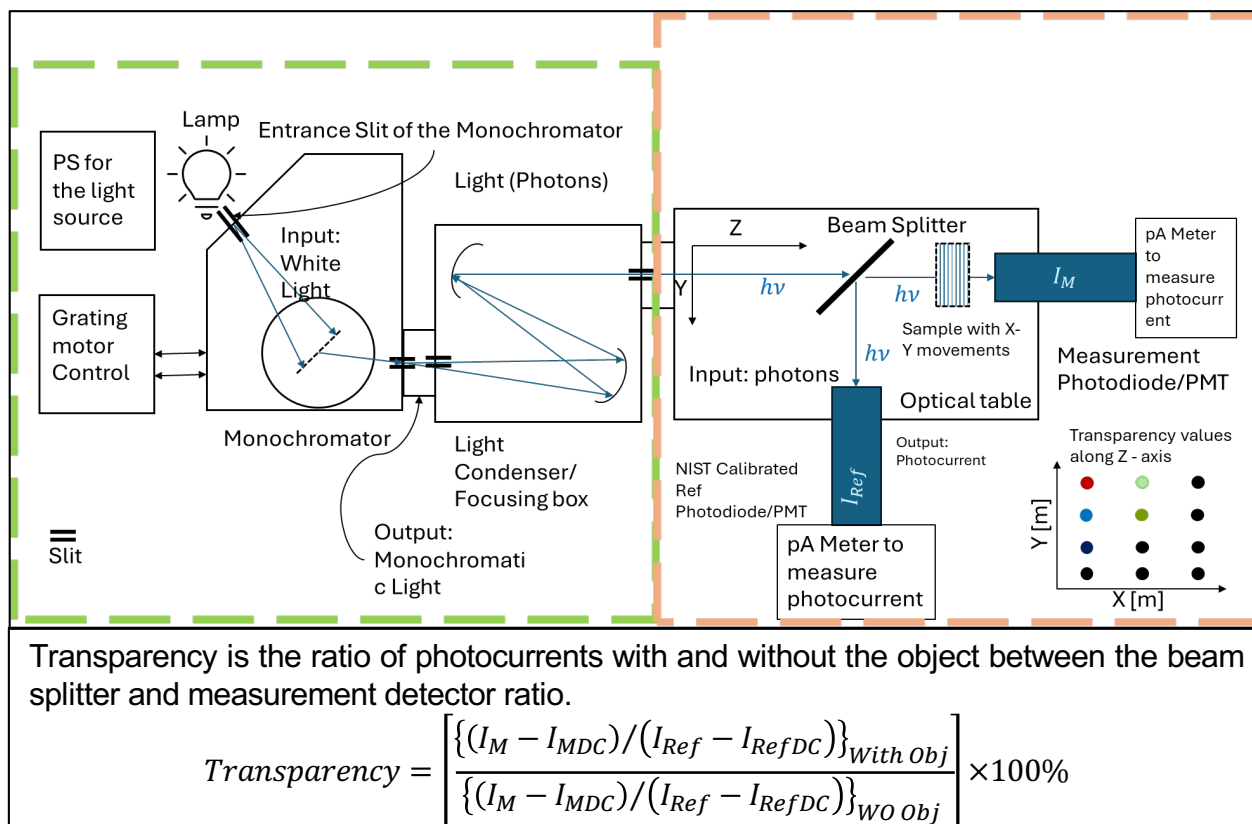 Lamp
Entrance Slit of the Monochromator
PS for
the light
source
Light (Photons)
Input:
White
Light
Grating
motor
Control
Monochromator
Light
Condenser/
Focusing box
Output:
Monochromati
c Light
Slit
Z
Y
Beam Splitter
hν
hν
hν
I_M
pA Meter
to
measure
photocurr
ent
Sample with X-
Y movements
Measurement
Photodiode/PMT
Input: photons
Optical table
Output:
Photocurrent
NIST Calibrated
Ref
Photodiode/PMT
I_Ref
pA Meter to
measure
photocurrent
Transparency values
along Z - axis
Y [m]
X [m]
Transparency is the ratio of photocurrents with and without the object between the beam
splitter and measurement detector ratio.
Transparency = [ {(I_M − I_MDC)/(I_Ref − I_RefDC)}_With Obj / {(I_M − I_MDC)/(I_Ref − I_RefDC)}_WO Obj ] ×100%